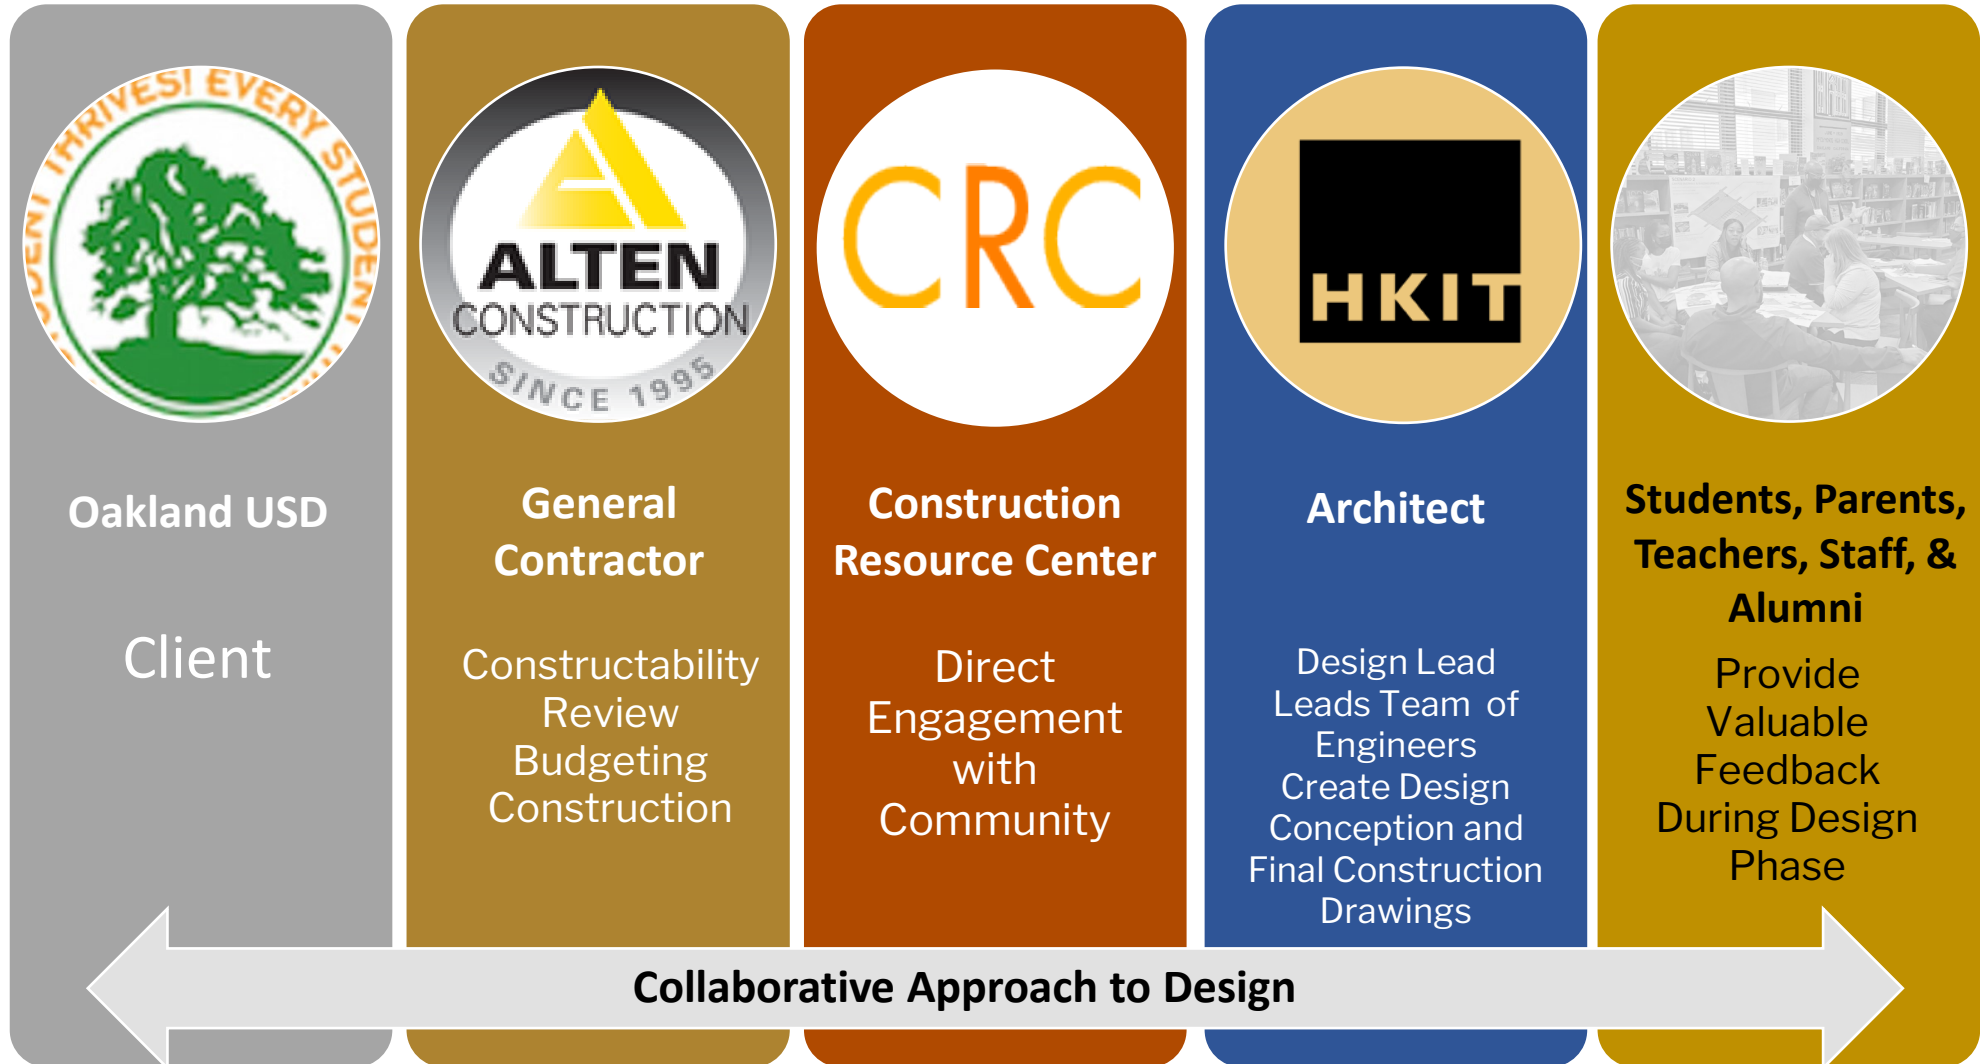 THRIVES! EVERY STUDENT
Oakland USD
Client
ALTEN
CONSTRUCTION
SINCE 1995
General
Contractor
Constructability
Review
Budgeting
Construction
CRC
Construction
Resource Center
Direct
Engagement
with
Community
HKIT
Architect
Design Lead
Leads Team of
Engineers
Create Design
Conception and
Final Construction
Drawings
Students, Parents,
Teachers, Staff, &
Alumni
Provide
Valuable
Feedback
During Design
Phase
Collaborative Approach to Design